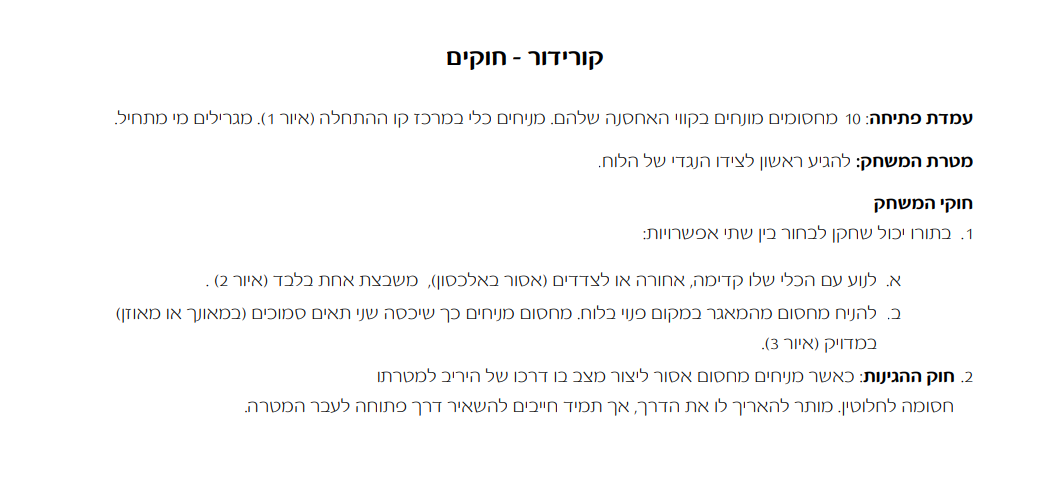 קורידור - חוקים
עמדת פתיחה: 10 מחסומים מונחים בקווי האחסנה שלהם. מניחים כלי במרכז קו ההתחלה (איור 1). מגרילים מי מתחיל.
מטרת המשחק: להגיע ראשון לצידו הנגדי של הלוח.
חוקי המשחק
1. בתורו יכול שחקן לבחור בין שתי אפשרויות:
א. לנוע עם הכלי שלו קדימה, אחורה או לצדדים (אסור באלכסון), משבצת אחת בלבד (איור 2) .
ב. להניח מחסום מהמאגר במקום פנוי בלוח. מחסום מניחים כך שיכסה שני תאים סמוכים (במאונך או מאוזן)
במדויק (איור 3).
2. חוק ההגינות: כאשר מניחים מחסום אסור ליצור מצב בו דרכו של היריב למטרתו
חסומה לחלוטין. מותר להאריך לו את הדרך, אך תמיד חייבים להשאיר דרך פתוחה לעבר המטרה.